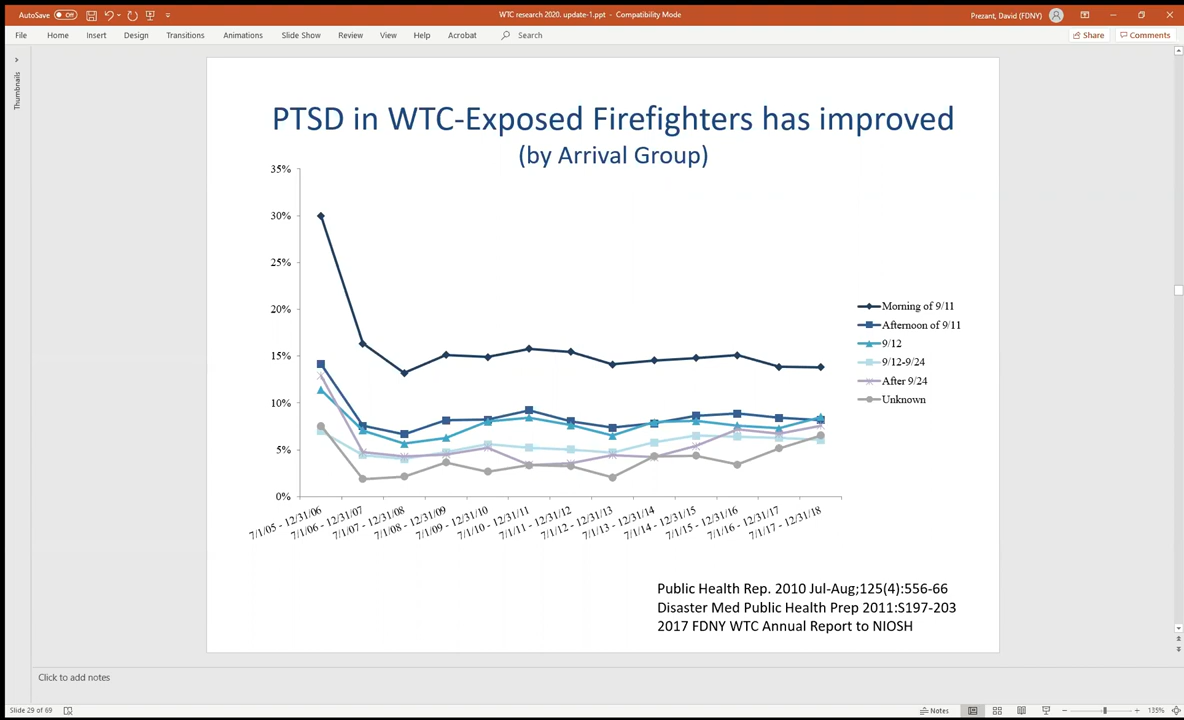 AutoSave Off WTC research 2020. update-1.ppt - Compatibility Mode Prezant, David (FDNY)
File Home Insert Design Transitions Animations Slide Show Review View Help Acrobat Search Share Comments
Thumbnails
PTSD in WTC-Exposed Firefighters has improved
(by Arrival Group)
35%
30%
25%
20%
15%
10%
5%
0%
7/1/05 - 12/31/06
7/1/06 - 12/31/07
7/1/07 - 12/31/08
7/1/08 - 12/31/09
7/1/09 - 12/31/10
7/1/10 - 12/31/11
7/1/11 - 12/31/12
7/1/12 - 12/31/13
7/1/13 - 12/31/14
7/1/14 - 12/31/15
7/1/15 - 12/31/16
7/1/16 - 12/31/17
7/1/17 - 12/31/18
Morning of 9/11
Afternoon of 9/11
9/12
9/12-9/24
After 9/24
Unknown
Public Health Rep. 2010 Jul-Aug;125(4):556-66
Disaster Med Public Health Prep 2011:S197-203
2017 FDNY WTC Annual Report to NIOSH
Click to add notes
Slide 29 of 69 Notes 135%